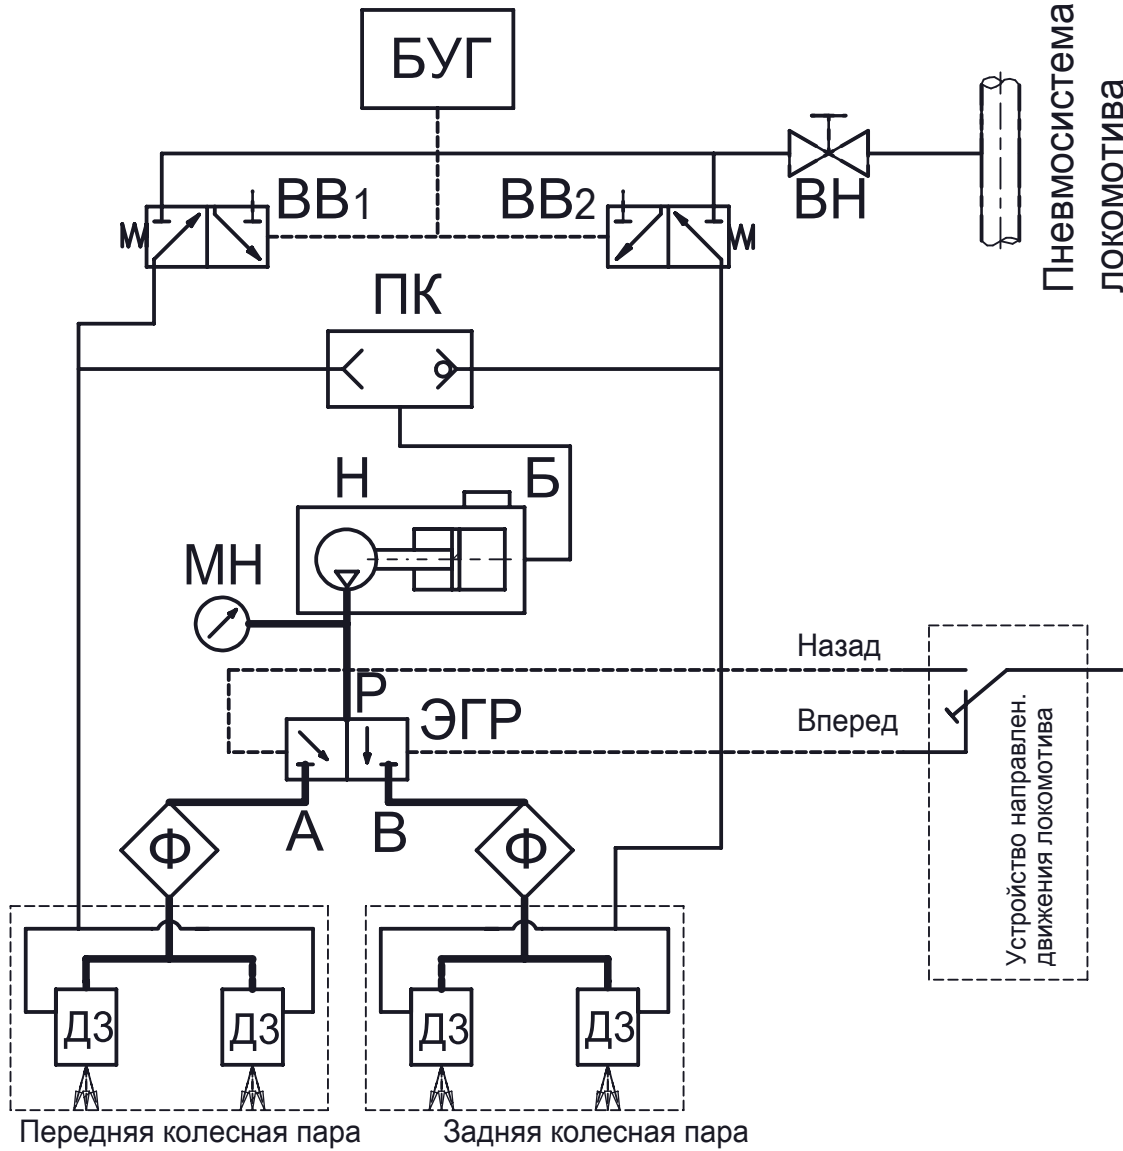 БУГ
Пневмосистема
локомотива
ВВ1
ВВ2
ВН
ПК
Н
Б
МН
Назад
Р
ЭГР
Вперед
Устройство направлен.
движения локомотива
А
В
Ф
Ф
ДЗ
ДЗ
ДЗ
ДЗ
Передняя колесная пара
Задняя колесная пара